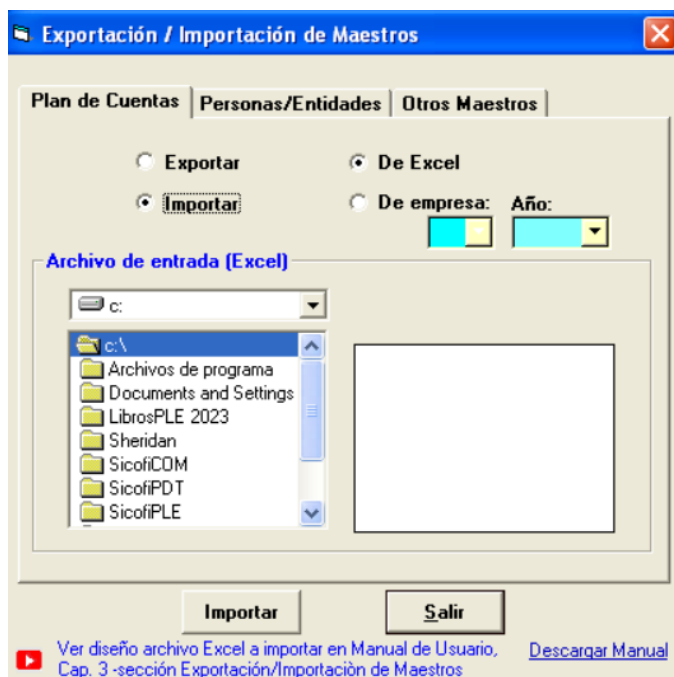 Exportación / Importación de Maestros
Plan de Cuentas Personas/Entidades Otros Maestros
Exportar De Excel
Importar De empresa: Año:
Archivo de entrada (Excel)
c:
c:\
Archivos de programa
Documents and Settings
LibrosPLE 2023
Sheridan
SicofiCOM
SicofiPDT
SicofiPLE
Importar Salir
Ver diseño archivo Excel a importar en Manual de Usuario, Descargar Manual
Cap. 3 -sección Exportación/Importaciòn de Maestros